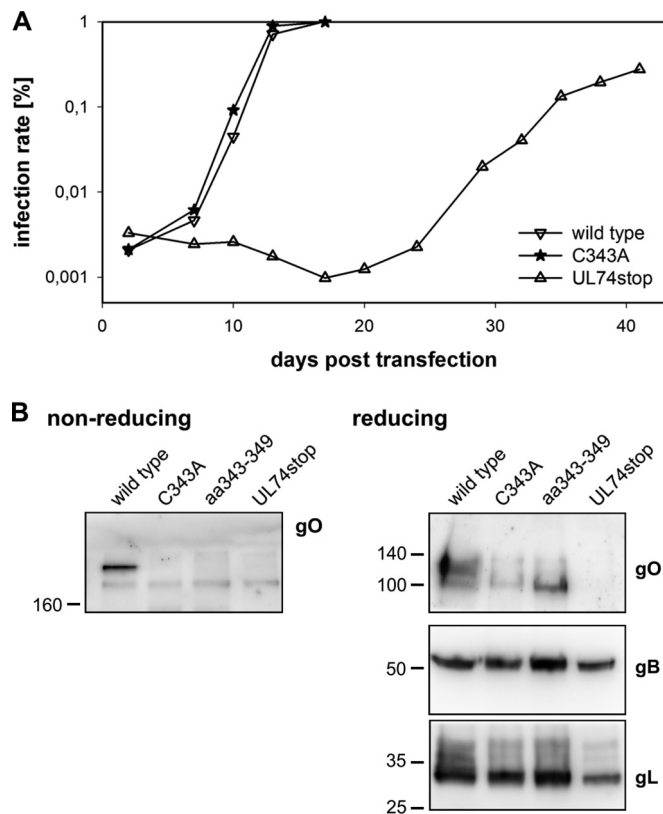 A
infection rate [%]
1
0,1
0,01
0,001
0
10
20
30
40
days post transfection
wild type
C343A
UL74stop
B
non-reducing
wild type
C343A
aa343-349
UL74stop
gO
160
reducing
wild type
C343A
aa343-349
UL74stop
140
100
gO
50
gB
35
25
gL